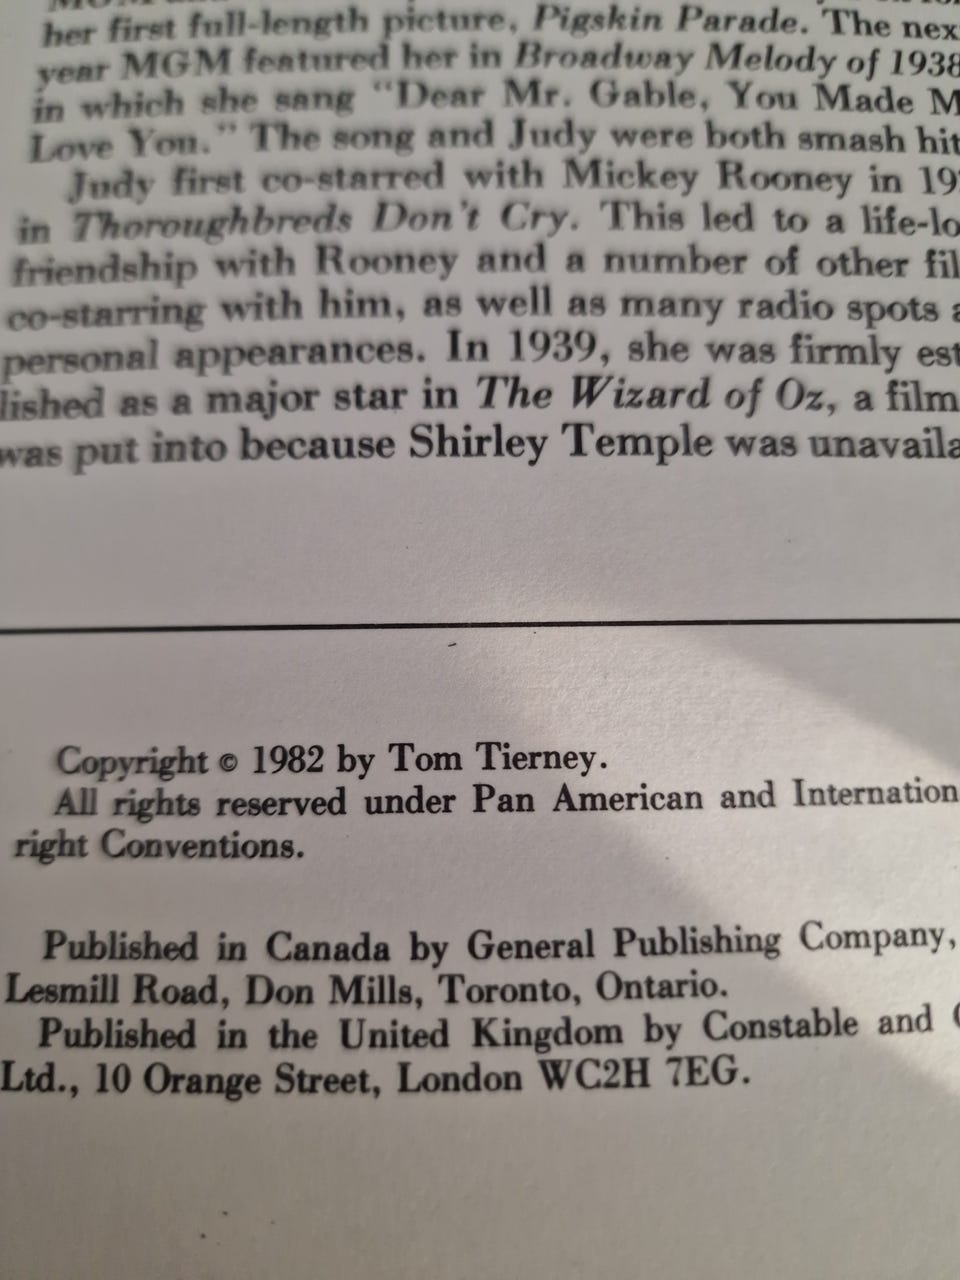 her first full-length picture, Pigskin Parade. The nex
year MGM featured her in Broadway Melody of 1938
in which she sang "Dear Mr. Gable, You Made M
Love You." The song and Judy were both smash hit
Judy first co-starred with Mickey Rooney in 19
in Thoroughbreds Don't Cry. This led to a life-lo
friendship with Rooney and a number of other fil
co-starring with him, as well as many radio spots a
personal appearances. In 1939, she was firmly est
lished as a major star in The Wizard of Oz, a film
was put into because Shirley Temple was unavaila
Copyright © 1982 by Tom Tierney.
All rights reserved under Pan American and Internation
right Conventions.
Published in Canada by General Publishing Company,
Lesmill Road, Don Mills, Toronto, Ontario.
Published in the United Kingdom by Constable and C
Ltd., 10 Orange Street, London WC2H 7EG.